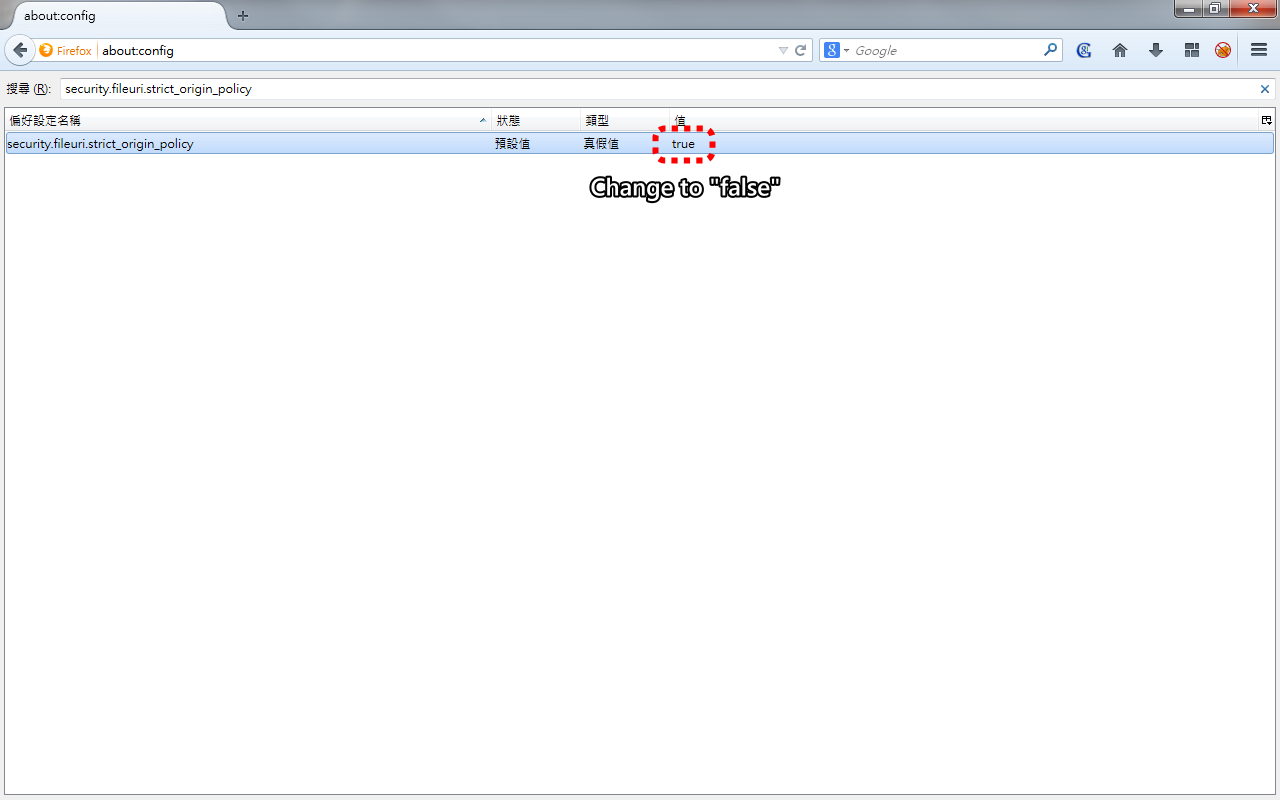 about:config
Firefox about:config Google
搜尋 (R): security.fileuri.strict_origin_policy
偏好設定名稱 狀態 類型 值
security.fileuri.strict_origin_policy 預設值 真假值 true
Change to "false"